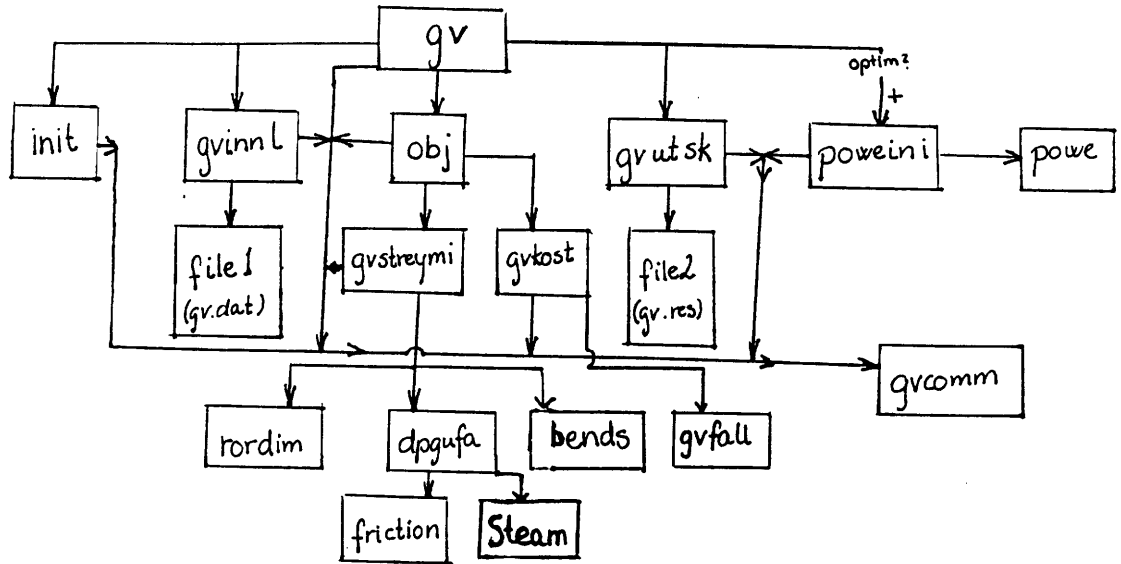 gv
optim?
+
init
gvinnl
obj
gvutsk
poweini
powe
file1
(gv.dat)
gvstreymi
gvkost
file2
(gv.res)
gvcomm
rordim
dpgufa
bends
gvfall
friction
Steam